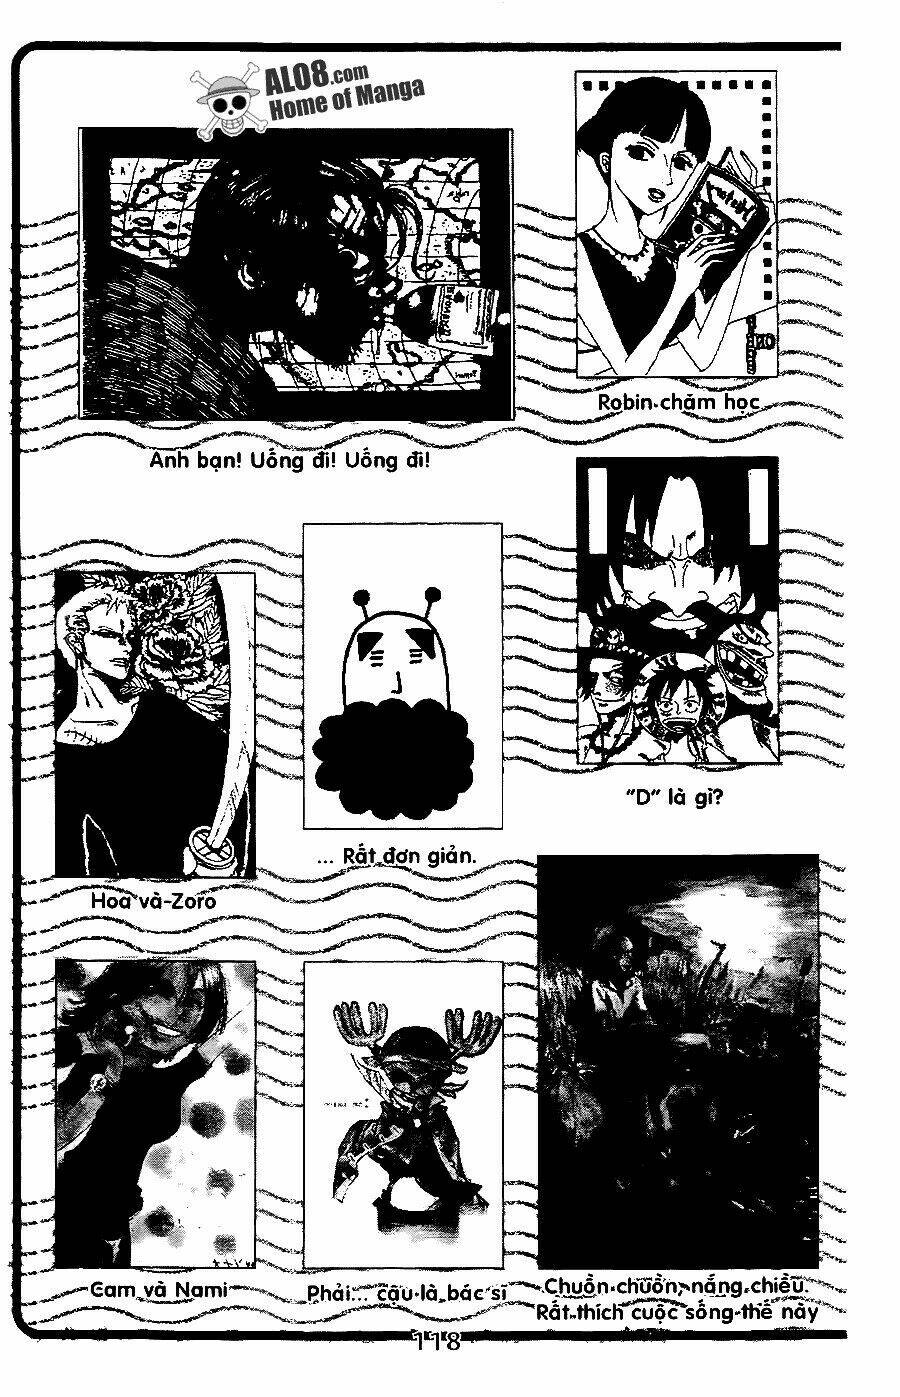 AL08.com
Home of Manga
Anh bạn! Uống đi! Uống đi!
Robin chăm học
"D" là gì?
... Rất đơn giản.
Hoa và Zoro
Cam và Nami
Phải... cậu là bác sĩ
Chuồn chuồn, nắng chiều.
Rất thích cuộc sống thế này
118